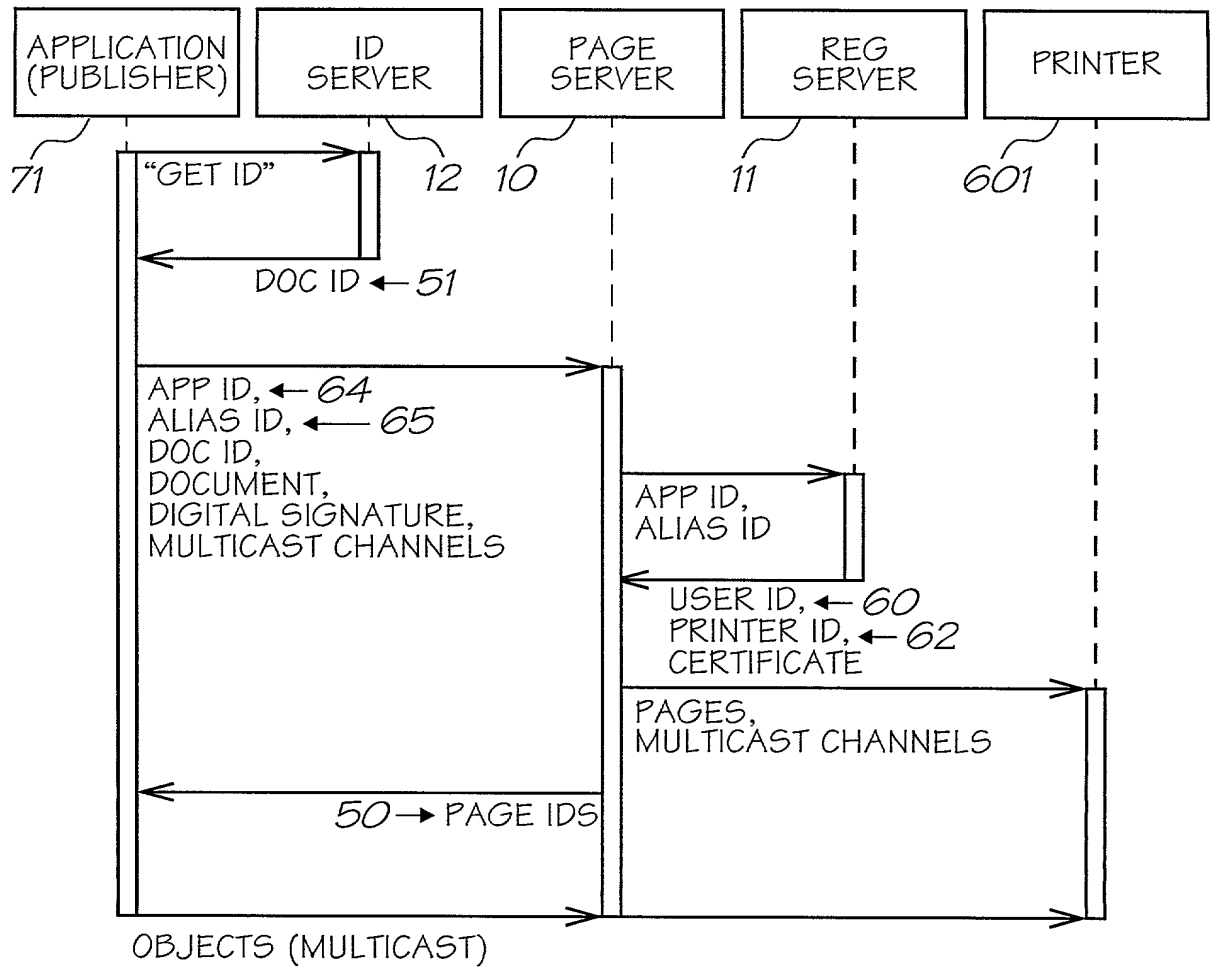 APPLICATION
(PUBLISHER)
ID
SERVER
PAGE
SERVER
REG
SERVER
PRINTER
71
12
10
11
601
“GET ID”
DOC ID 51
APP ID, 64
ALIAS ID, 65
DOC ID,
DOCUMENT,
DIGITAL SIGNATURE,
MULTICAST CHANNELS
APP ID,
ALIAS ID
USER ID, 60
PRINTER ID, 62
CERTIFICATE
PAGES,
MULTICAST CHANNELS
50 PAGE IDS
OBJECTS (MULTICAST)